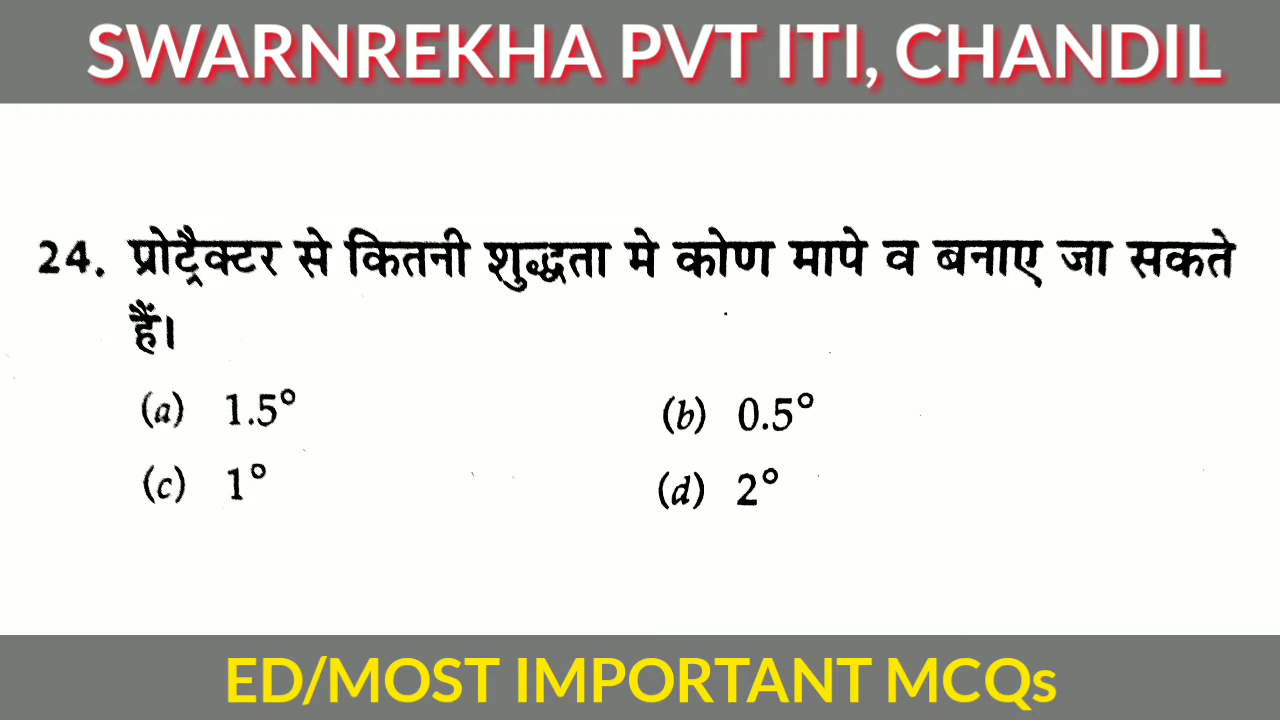 SWARNREKHA PVT ITI, CHANDIL
24. प्रोट्रैक्टर से कितनी शुद्धता मे कोण मापे व बनाए जा सकते
हैं।
(a) 1.5° (b) 0.5°
(c) 1° (d) 2°
ED/MOST IMPORTANT MCQs